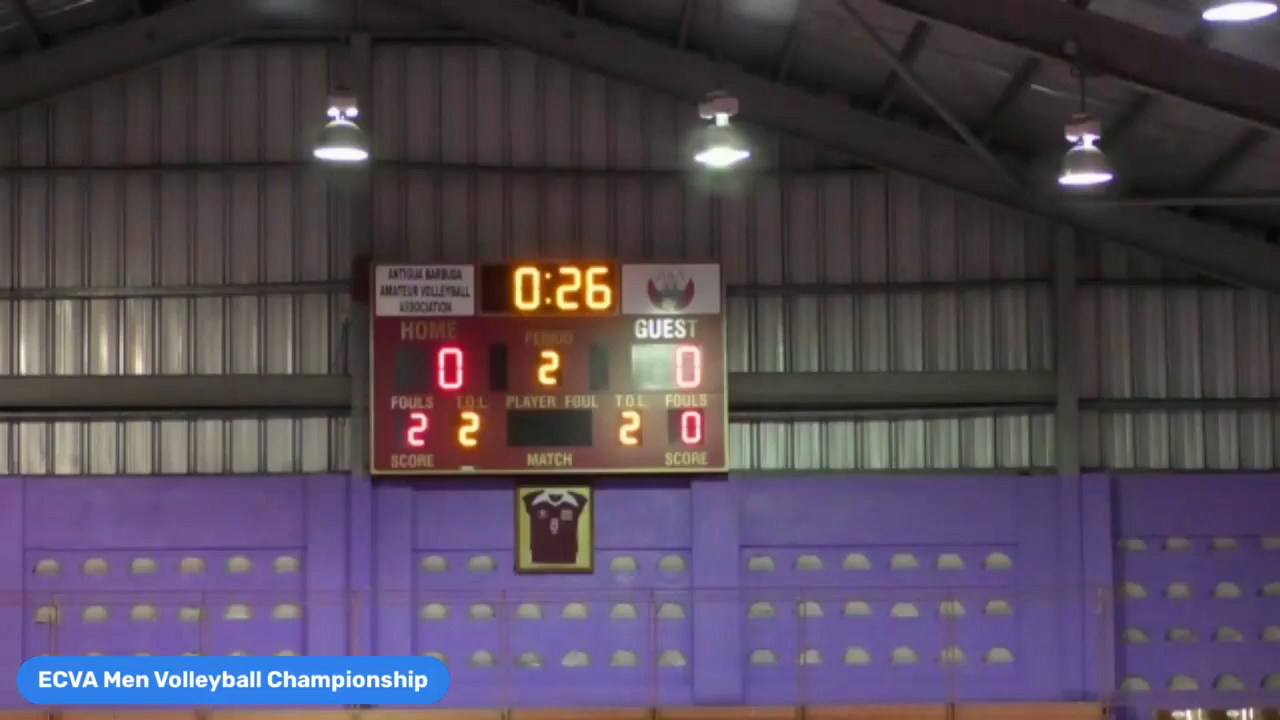 ANTIGUA BARBUDA
AMATEUR VOLLEYBALL
ASSOCIATION
0:26
HOME PERIOD GUEST
0 2 0
FOULS T.O.L. PLAYER FOUL T.O.L. FOULS
2 2 2 0
SCORE MATCH SCORE
ECVA Men Volleyball Championship